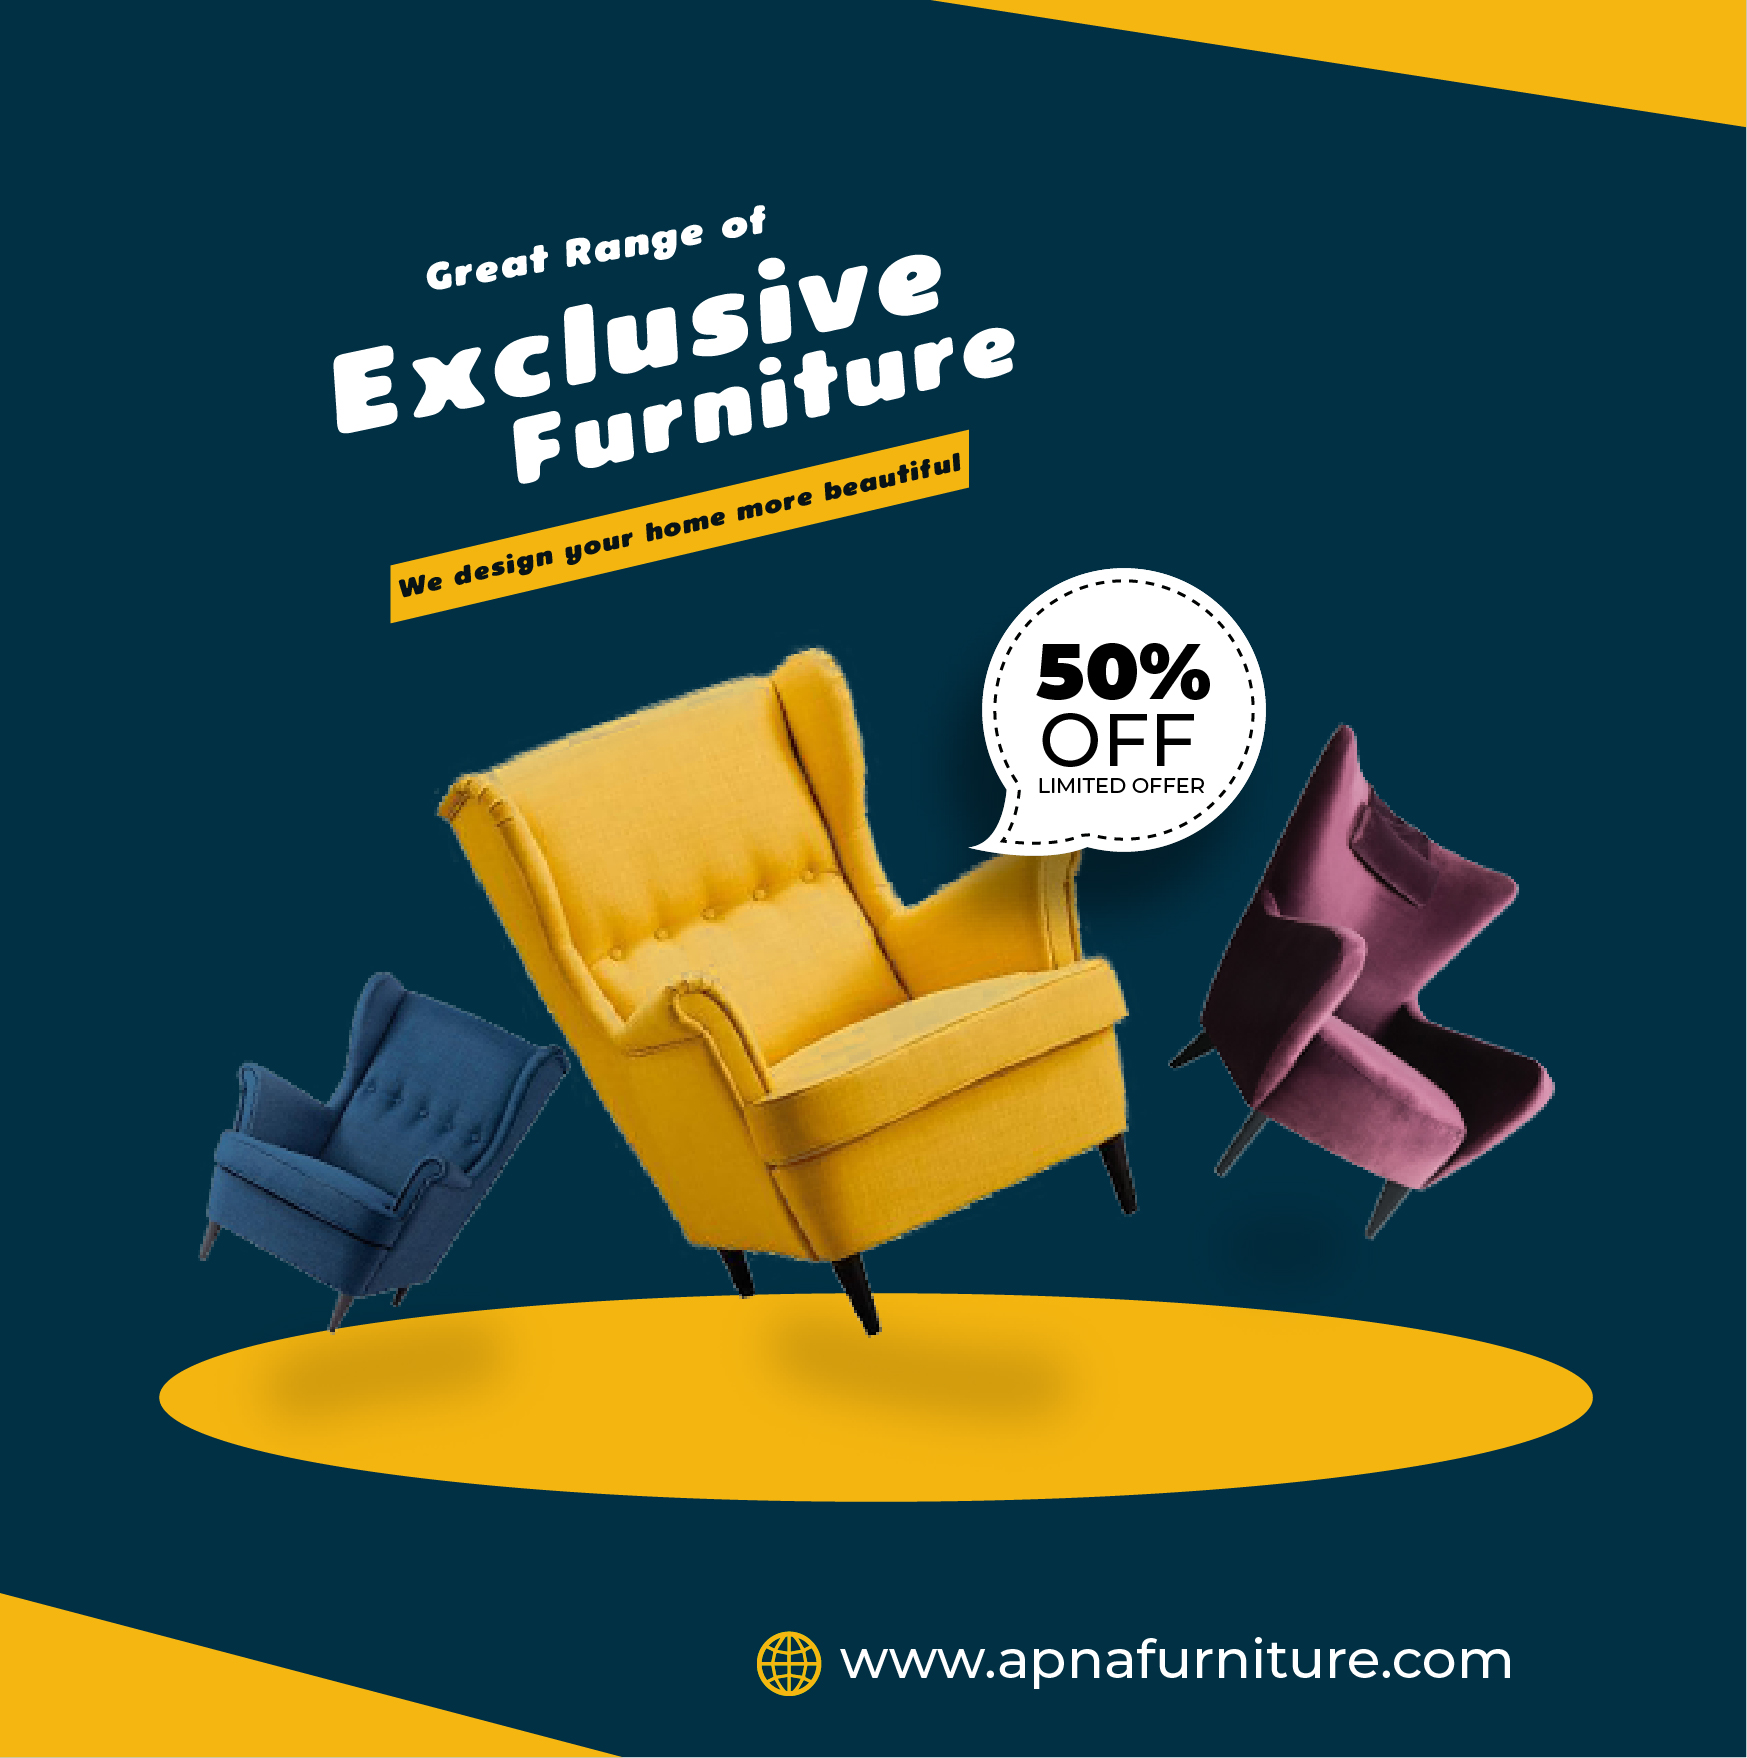 Great Range of
Exclusive
Furniture
We design your home more beautiful
50%
OFF
LIMITED OFFER
www.apnafurniture.com